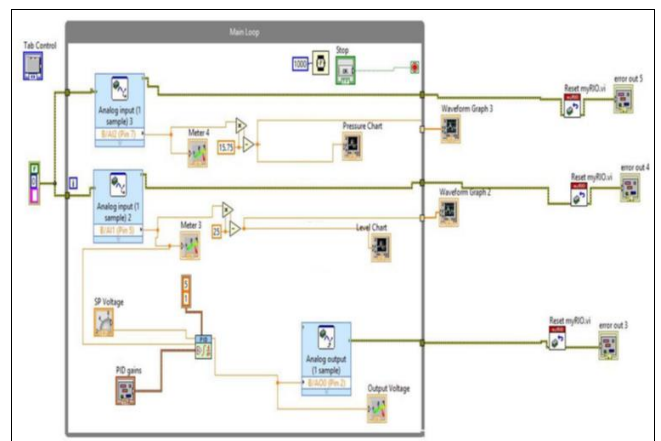 Main Loop
Tab Control
1000
Stop
OK
Analog input (1
sample) 3
B/AI2 (Pin 7)
Meter 4
15.75
Pressure Chart
Waveform Graph 3
Reset myRIO.vi
error out 5
i
Analog input (1
sample) 2
B/AI1 (Pin 5)
Meter 3
25
Level Chart
Waveform Graph 2
Reset myRIO.vi
error out 4
SP Voltage
5
1
PID
PID gains
Analog output
(1 sample)
B/AO0 (Pin 2)
Output Voltage
Reset myRIO.vi
error out 3